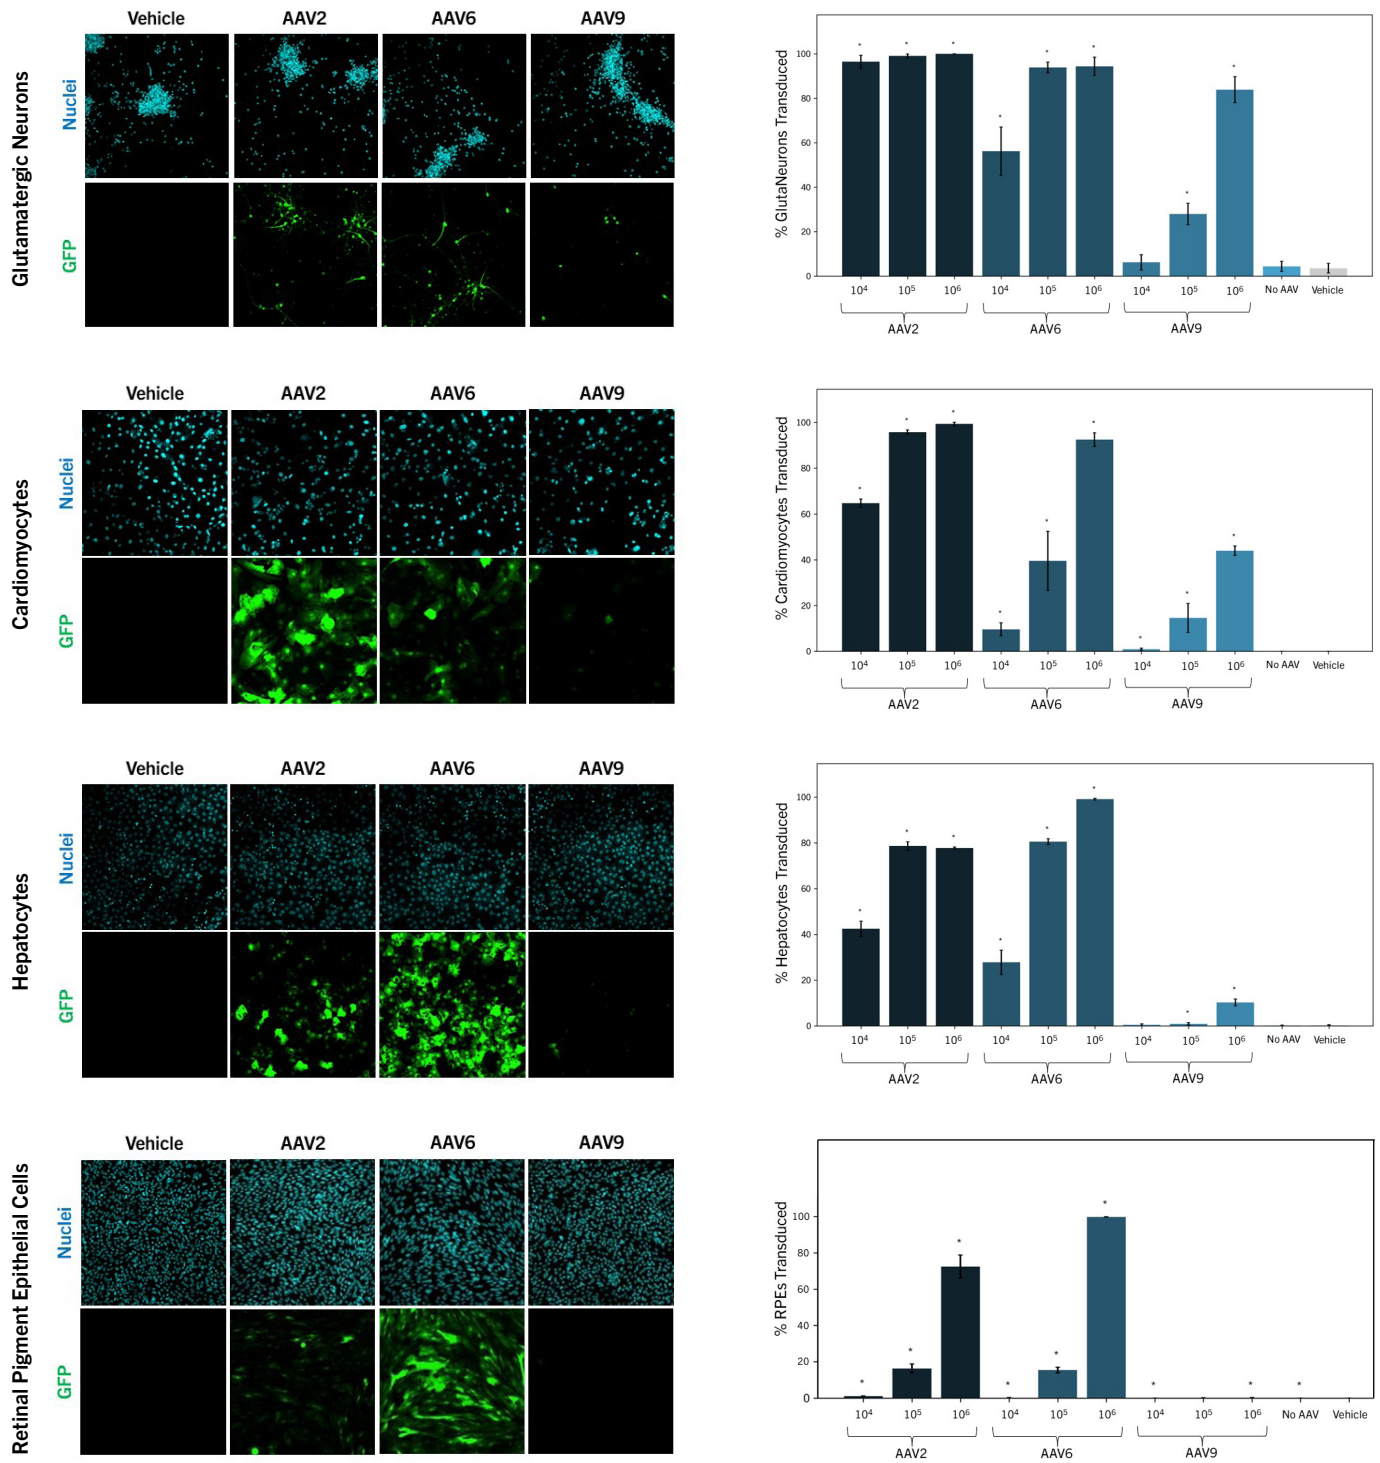 Vehicle AAV2 AAV6 AAV9
Glutamatergic Neurons
Nuclei
GFP
% GlutaNeurons Transduced
100
80
60
40
20
0
* * * * * * * *
10⁴ 10⁵ 10⁶ 10⁴ 10⁵ 10⁶ 10⁴ 10⁵ 10⁶ No AAV Vehicle
AAV2 AAV6 AAV9
Vehicle AAV2 AAV6 AAV9
Cardiomyocytes
Nuclei
GFP
% Cardiomyocytes Transduced
100
80
60
40
20
0
* * * * * * * * *
10⁴ 10⁵ 10⁶ 10⁴ 10⁵ 10⁶ 10⁴ 10⁵ 10⁶ No AAV Vehicle
AAV2 AAV6 AAV9
Vehicle AAV2 AAV6 AAV9
Hepatocytes
Nuclei
GFP
% Hepatocytes Transduced
100
80
60
40
20
0
* * * * * * * *
10⁴ 10⁵ 10⁶ 10⁴ 10⁵ 10⁶ 10⁴ 10⁵ 10⁶ No AAV Vehicle
AAV2 AAV6 AAV9
Vehicle AAV2 AAV6 AAV9
Retinal Pigment Epithelial Cells
Nuclei
GFP
% RPEs Transduced
100
80
60
40
20
0
* * * * * * * * *
10⁴ 10⁵ 10⁶ 10⁴ 10⁵ 10⁶ 10⁴ 10⁵ 10⁶ No AAV Vehicle
AAV2 AAV6 AAV9